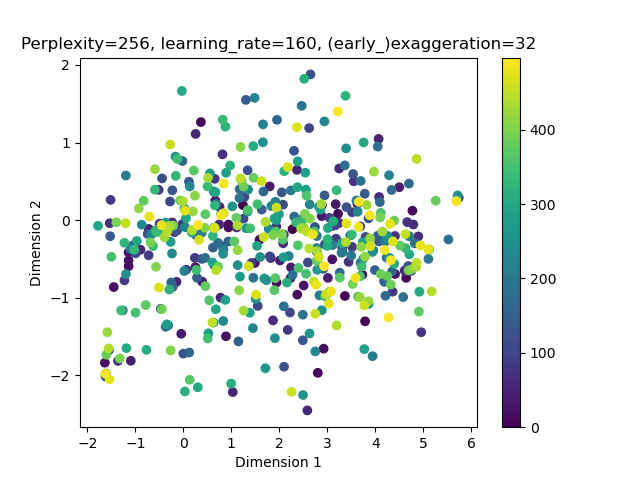 Perplexity=256, learning_rate=160, (early_)exaggeration=32
2
1
0
−1
−2
Dimension 2
−2 −1 0 1 2 3 4 5 6
Dimension 1
400
300
200
100
0